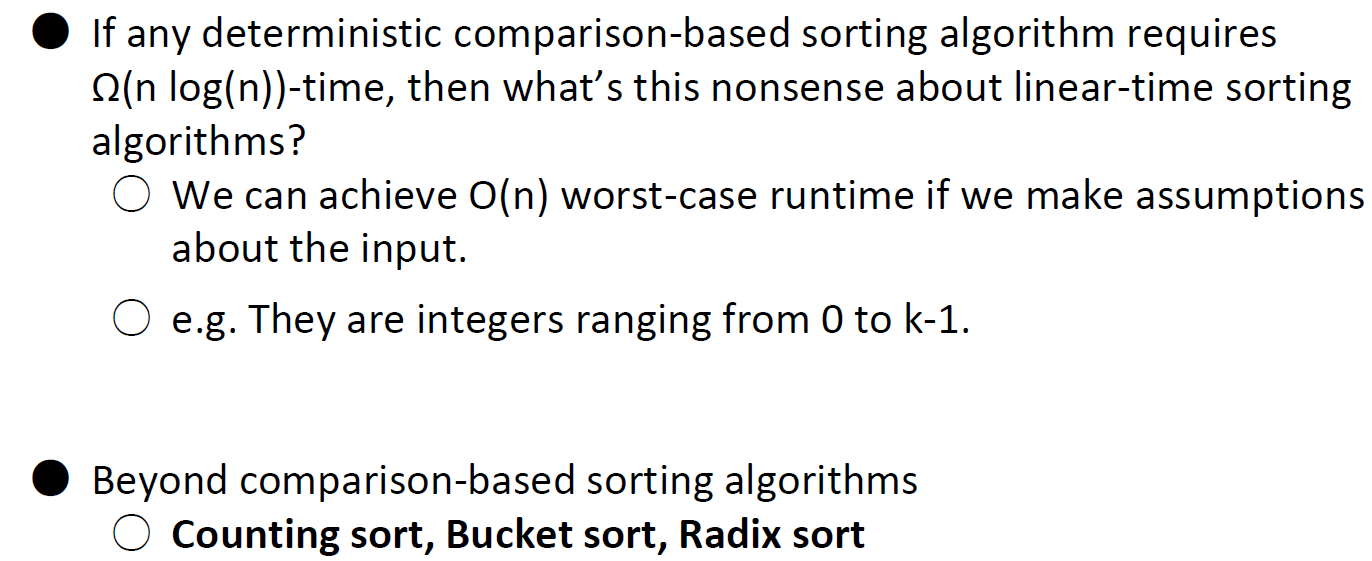 ● If any deterministic comparison-based sorting algorithm requires
Ω(n log(n))-time, then what’s this nonsense about linear-time sorting
algorithms?
○ We can achieve O(n) worst-case runtime if we make assumptions
about the input.
○ e.g. They are integers ranging from 0 to k-1.
● Beyond comparison-based sorting algorithms
○ Counting sort, Bucket sort, Radix sort